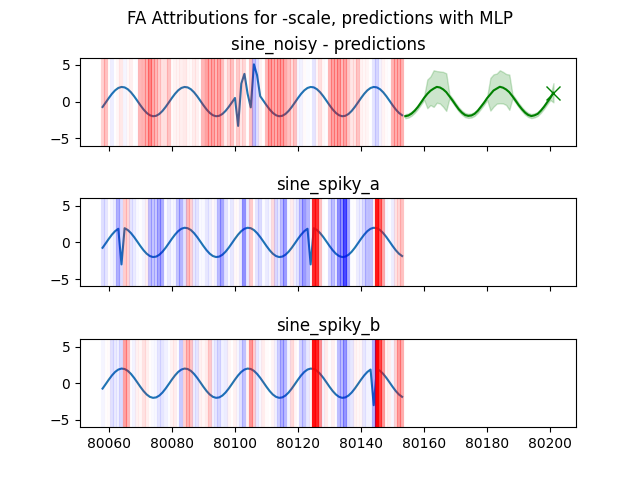 FA Attributions for -scale, predictions with MLP
sine_noisy - predictions
5
0
−5
sine_spiky_a
5
0
−5
sine_spiky_b
5
0
−5
80060 80080 80100 80120 80140 80160 80180 80200